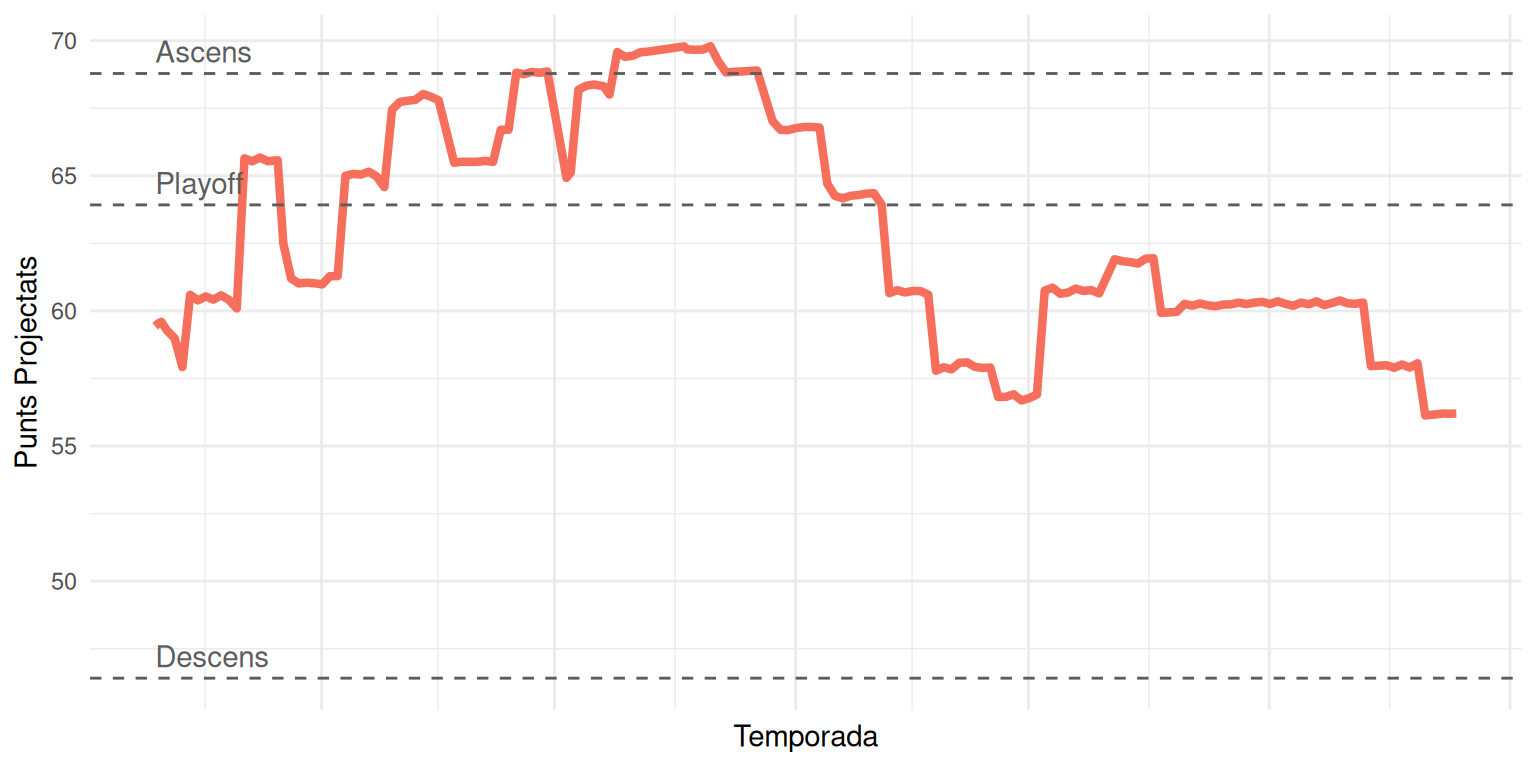 70
Ascens
65
Playoff
60
55
50
Descens
Punts Projectats
Temporada